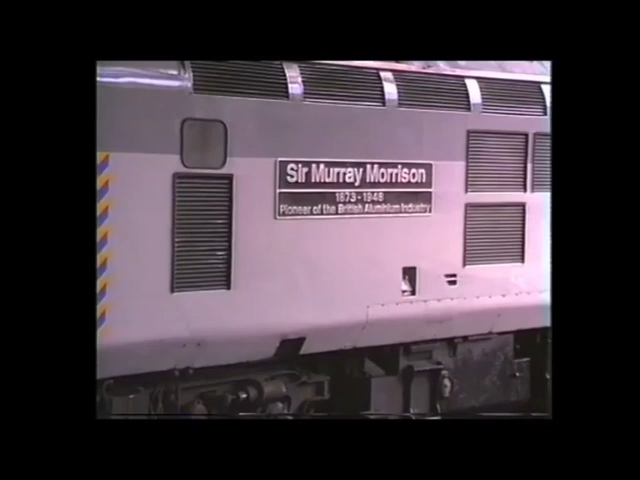 Sir Murray Morrison
1873 - 1948
Pioneer of the British Aluminium Industry